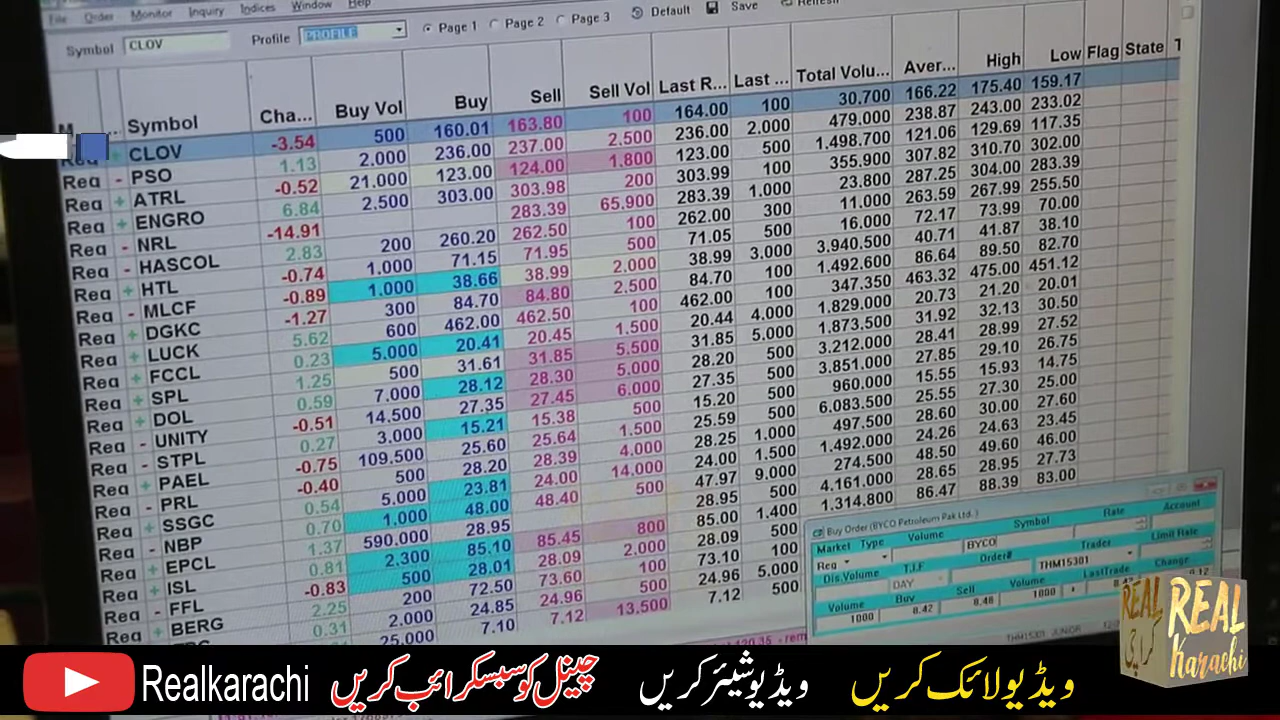 File Order Monitor Inquiry Indices Window Help
Symbol CLOV Profile PROFILE Page 1 Page 2 Page 3 Default Save Refresh
M ... Symbol Cha... Buy Vol Buy Sell Sell Vol Last R... Last ... Total Volu... Aver... High Low Flag State T
Reg + CLOV -3.54 500 160.01 163.80 100 164.00 100 30.700 166.22 175.40 159.17
Reg - PSO 1.13 2.000 236.00 237.00 2.500 236.00 2.000 479.000 238.87 243.00 233.02
Reg + ATRL -0.52 21.000 123.00 124.00 1.800 123.00 500 1.498.700 121.06 129.69 117.35
Reg + ENGRO 6.84 2.500 303.00 303.98 200 303.99 100 355.900 307.82 310.70 302.00
Reg - NRL -14.91 283.39 65.900 283.39 1.000 23.800 287.25 304.00 283.39
Reg - HASCOL 2.83 200 260.20 262.50 100 262.00 300 11.000 263.59 267.99 255.50
Reg + HTL -0.74 1.000 71.15 71.95 500 71.05 500 16.000 72.17 73.99 70.00
Reg - MLCF -0.89 1.000 38.66 38.99 2.000 38.99 3.000 3.940.500 40.71 41.87 38.10
Reg + DGKC -1.27 300 84.70 84.80 2.500 84.70 100 1.492.600 86.64 89.50 82.70
Reg + LUCK 5.62 600 462.00 462.50 100 462.00 100 347.350 463.32 475.00 451.12
Reg + FCCL 0.23 5.000 20.41 20.45 1.500 20.44 4.000 1.829.000 20.73 21.20 20.01
Reg + SPL 1.25 500 31.61 31.85 5.500 31.85 5.000 1.873.500 31.92 32.13 30.50
Reg + DOL 0.59 7.000 28.12 28.30 5.000 28.20 500 3.212.000 28.41 28.99 27.52
Reg - UNITY -0.51 14.500 27.35 27.45 6.000 27.35 500 3.851.000 27.85 29.10 26.75
Reg - STPL 0.27 3.000 15.21 15.38 500 15.20 960.000 15.55 15.93 14.75
Reg + PAEL -0.75 109.500 25.60 25.64 1.500 25.59 500 6.083.500 25.55 27.30 25.00
Reg - PRL -0.40 500 28.20 28.39 4.000 28.25 1.000 497.500 28.60 30.00 27.60
Reg + SSGC 0.54 5.000 23.81 24.00 14.000 24.00 1.500 1.492.000 24.26 24.63 23.45
Reg - NBP 0.70 1.000 48.00 48.40 500 47.97 9.000 274.500 48.50 49.60 46.00
Reg + EPCL 1.37 590.000 28.95 28.95 500 4.161.000 28.65 28.95 27.73
Reg + ISL 0.81 2.300 85.10 85.45 800 85.00 1.400 1.314.800 86.47 88.39 83.00
Reg - FFL -0.83 500 28.01 28.09 2.000 28.09 500
Reg + BERG 2.25 200 72.50 73.60 100 73.10 100
0.31 2.000 24.85 24.96 500 24.96 5.000
25.000 7.10 7.12 13.500 7.12 500
Buy Order (BYCO Petroleum Pak Ltd.)
Market Type Volume Symbol Rate Account
Reg BYCO
Dis.Volume T.I.F Order# Trader Limit Rate
DAY THM15301
Volume Buy Sell Volume LastTrade Change
1000 8.42 8.46 1000
THM15301 JUNIOR
Realkarachi چینل کو سبسکرائب کریں ویڈیو شیئر کریں ویڈیو لائک کریں
REAL کراچی
REAL Karachi